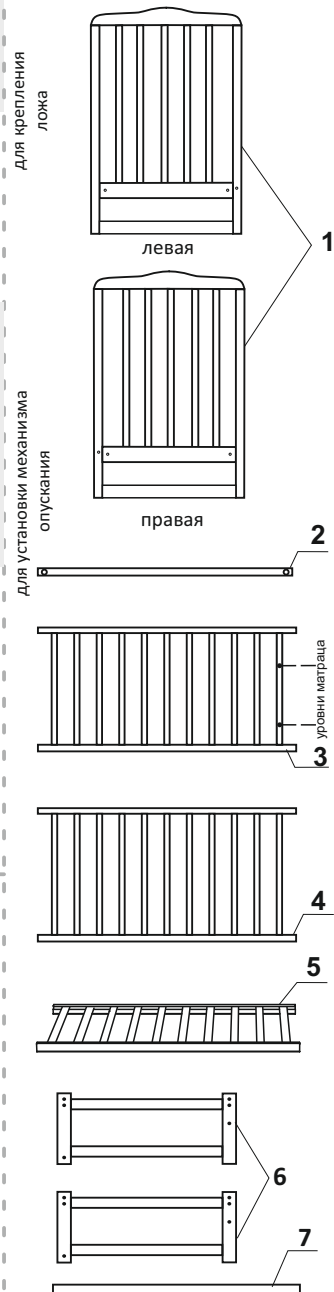 для крепления
ложа
левая
1
правая
для установки механизма
опускания
2
уровни матраца
3
4
5
6
7